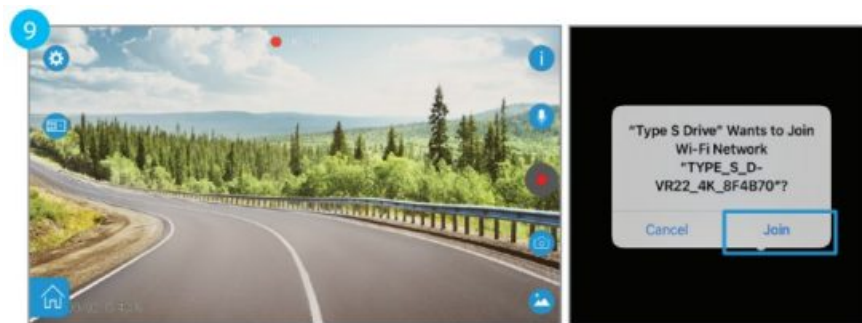 9
i
"Type S Drive" Wants to Join
Wi-Fi Network
"TYPE_S_D-
VR22_4K_8F4B70"?
Cancel
Join